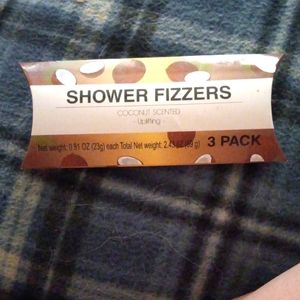 SHOWER FIZZERS
COCONUT SCENTED
- Uplifting -
Net weight: 0.81 OZ (23g) each Total Net weight: 2.43 OZ (69 g) 3 PACK